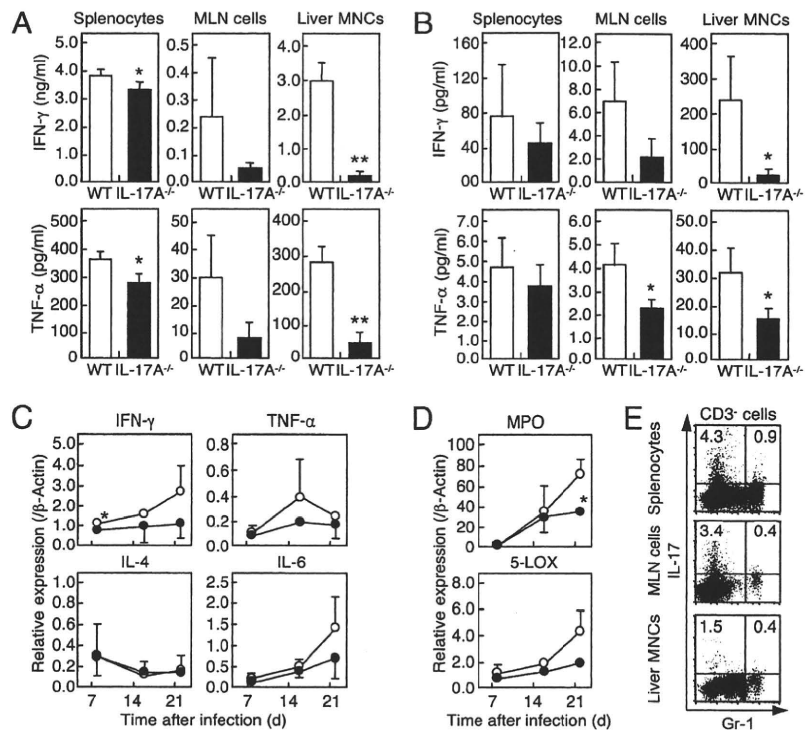 A
Splenocytes MLN cells Liver MNCs
IFN-γ (ng/ml)
5.0 4.0 3.0 2.0 1.0 0.0
0.5 0.4 0.3 0.2 0.1 0.0
4.0 3.0 2.0 1.0 0.0
* **
WT IL-17A-/- WT IL-17A-/- WT IL-17A-/-
TNF-α (pg/ml)
500 400 300 200 100 000
50 40 30 20 10 0
400 300 200 100 000
* **
WT IL-17A-/- WT IL-17A-/- WT IL-17A-/-
B
Splenocytes MLN cells Liver MNCs
IFN-γ (pg/ml)
160 120 80 40 00
12.0 10.0 8.0 6.0 4.0 2.0 0.0
400 300 200 100 0.0
*
WT IL-17A-/- WT IL-17A-/- WT IL-17A-/-
TNF-α (pg/ml)
7.0 6.0 5.0 4.0 3.0 2.0 1.0 0.0
6.0 5.0 4.0 3.0 2.0 1.0 0.0
50.0 40.0 30.0 20.0 10.0 0.0
* *
WT IL-17A-/- WT IL-17A-/- WT IL-17A-/-
C
IFN-γ TNF-α
Relative expression (/β-Actin)
5.0 4.0 3.0 2.0 1.0 0.0
*
0.8 0.6 0.4 0.2 0.0
IL-4 IL-6
1.0 0.8 0.6 0.4 0.2 0.0
2.5 2.0 1.5 1.0 0.5 0.0
7 14 21 7 14 21
Time after infection (d)
D
MPO
Relative expression (/β-Actin)
100 80 60 40 20 0.0
*
5-LOX
8.0 6.0 4.0 2.0 0.0
7 14 21
Time after infection (d)
E
CD3- cells
Splenocytes
4.3 0.9
MLN cells
3.4 0.4
Liver MNCs
1.5 0.4
IL-17
Gr-1